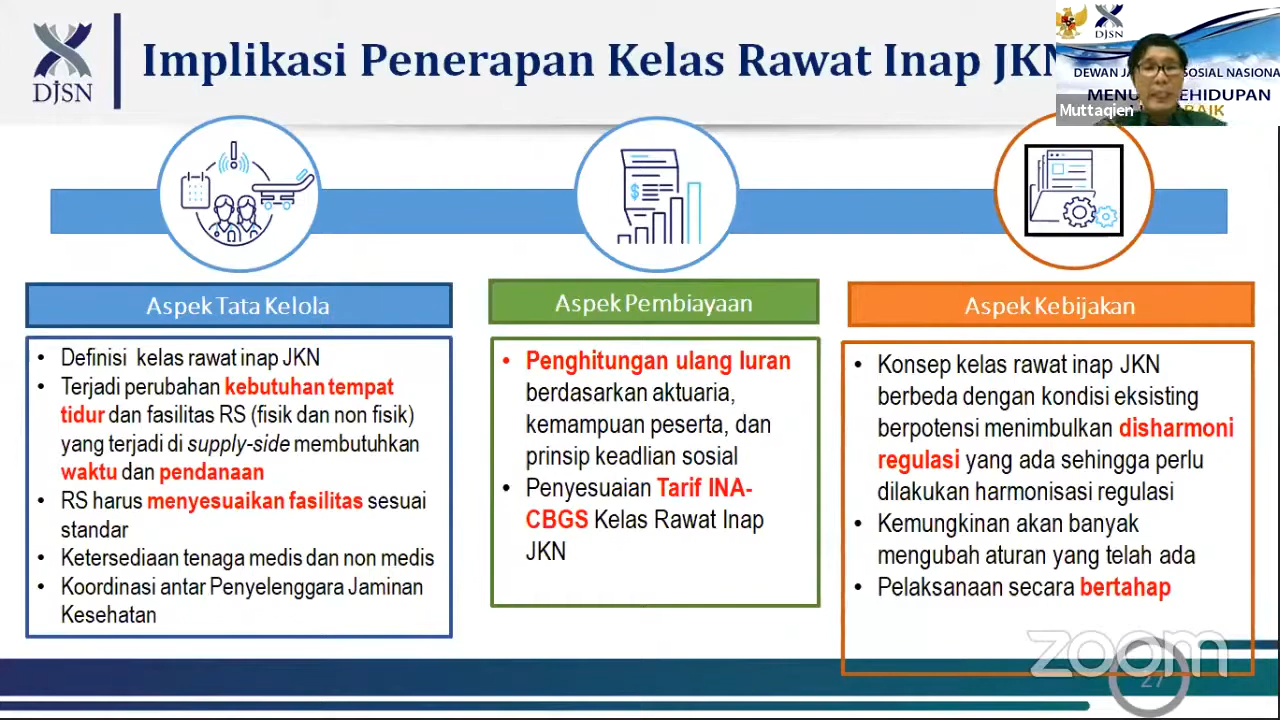 DJSN
Implikasi Penerapan Kelas Rawat Inap JKN
DJSN
DEWAN SOSIAL NASIONA
Muttaqien
Aspek Tata Kelola
• Definisi kelas rawat inap JKN
• Terjadi perubahan kebutuhan tempat
tidur dan fasilitas RS (fisik dan non fisik)
yang terjadi di supply-side membutuhkan
waktu dan pendanaan
• RS harus menyesuaikan fasilitas sesuai
standar
• Ketersediaan tenaga medis dan non medis
• Koordinasi antar Penyelenggara Jaminan
Kesehatan
Aspek Pembiayaan
• Penghitungan ulang Iuran
berdasarkan aktuaria,
kemampuan peserta, dan
prinsip keadlian sosial
• Penyesuaian Tarif INA-
CBGS Kelas Rawat Inap
JKN
Aspek Kebijakan
• Konsep kelas rawat inap JKN
berbeda dengan kondisi eksisting
berpotensi menimbulkan disharmoni
regulasi yang ada sehingga perlu
dilakukan harmonisasi regulasi
• Kemungkinan akan banyak
mengubah aturan yang telah ada
• Pelaksanaan secara bertahap
zoom
27